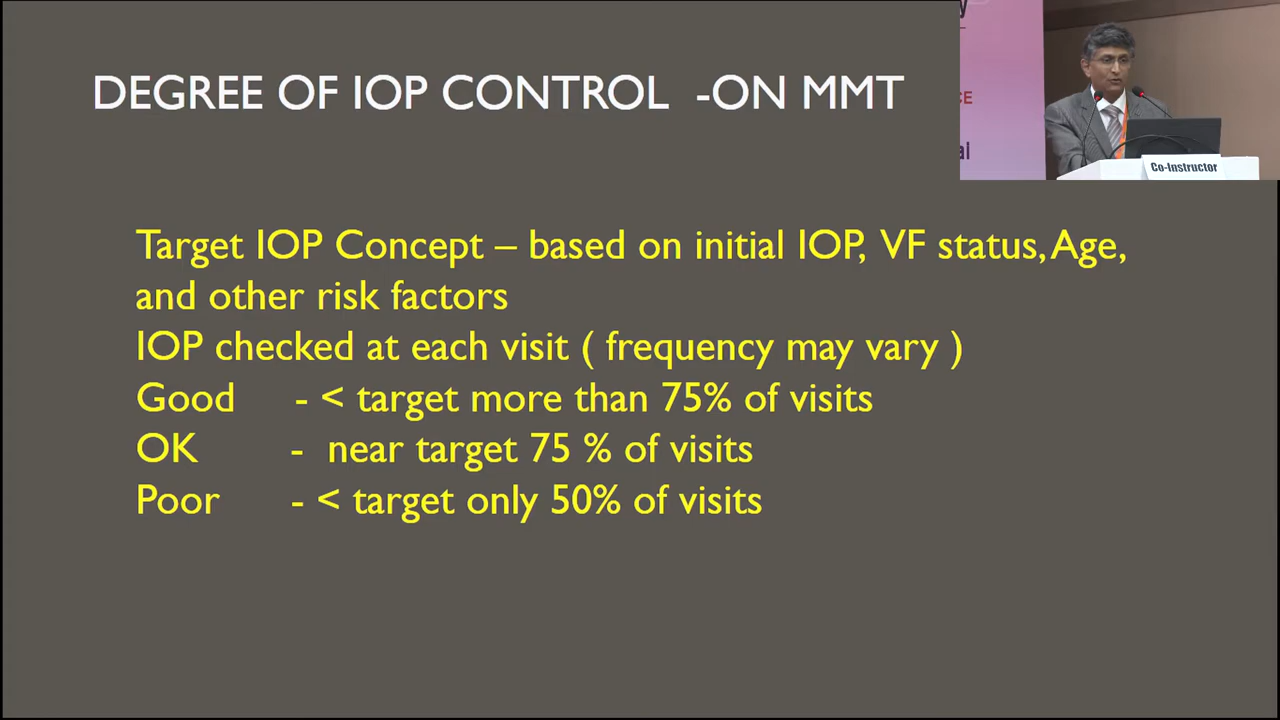 DEGREE OF IOP CONTROL -ON MMT
Target IOP Concept – based on initial IOP, VF status, Age,
and other risk factors
IOP checked at each visit ( frequency may vary )
Good - < target more than 75% of visits
OK - near target 75 % of visits
Poor - < target only 50% of visits
Co-Instructor